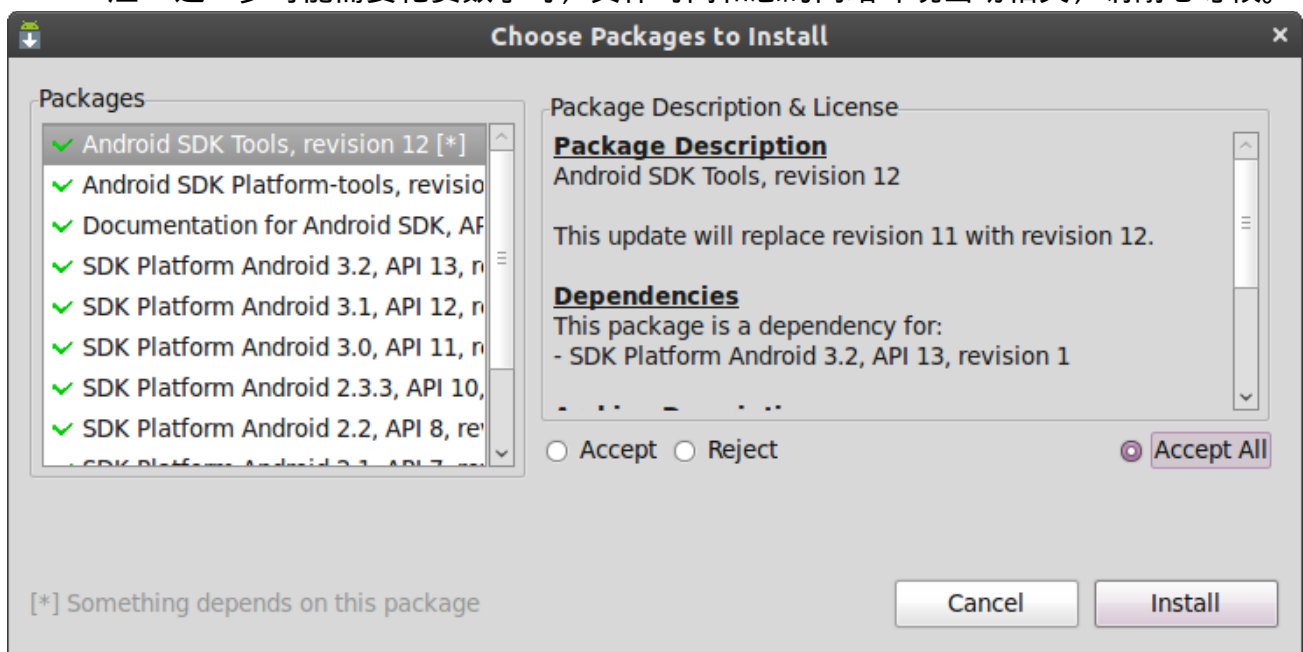 Choose Packages to Install
Packages
Android SDK Tools, revision 12 [*]
Android SDK Platform-tools, revisio
Documentation for Android SDK, AP
SDK Platform Android 3.2, API 13, r
SDK Platform Android 3.1, API 12, r
SDK Platform Android 3.0, API 11, r
SDK Platform Android 2.3.3, API 10,
SDK Platform Android 2.2, API 8, re
Package Description & License
Package Description
Android SDK Tools, revision 12
This update will replace revision 11 with revision 12.
Dependencies
This package is a dependency for:
- SDK Platform Android 3.2, API 13, revision 1
Accept
Reject
Accept All
[*] Something depends on this package
Cancel
Install